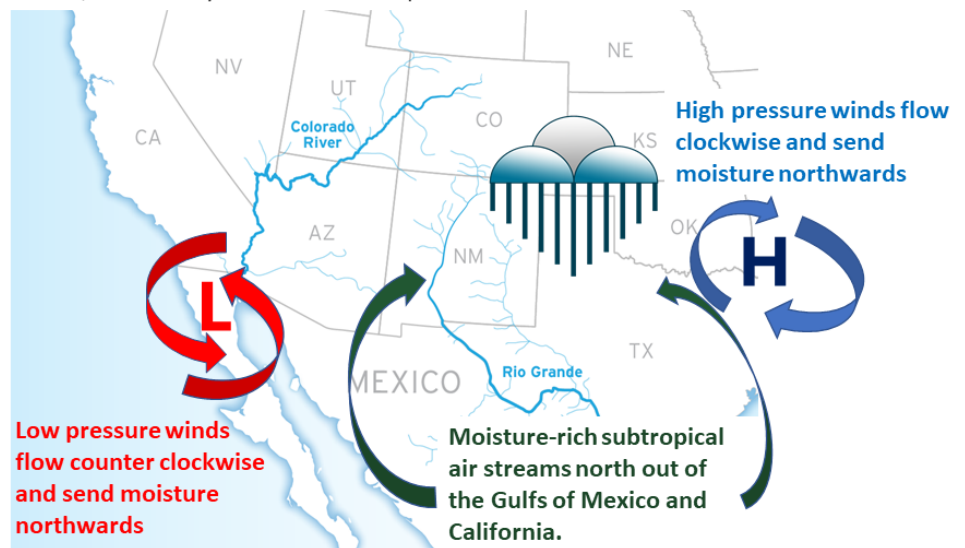 NV
NE
UT
CO
CA
Colorado
River
KS
High pressure winds flow
clockwise and send
moisture northwards
AZ
NM
OK
H
L
TX
MEXICO
Rio Grande
Low pressure winds
flow counter clockwise
and send moisture
northwards
Moisture-rich subtropical
air streams north out of
the Gulfs of Mexico and
California.